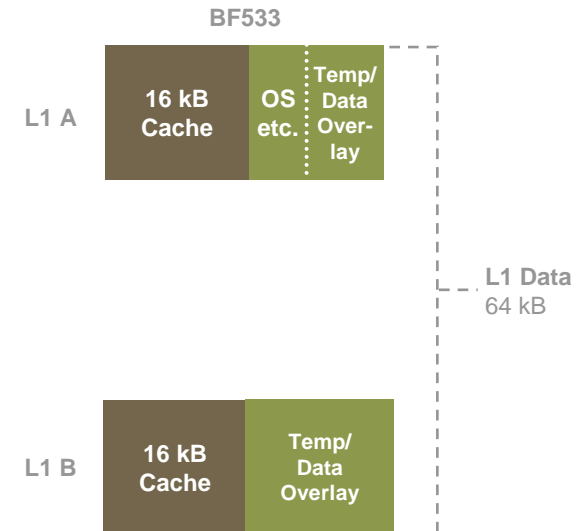 BF533
L1 A
16 kB
Cache
OS
etc.
Temp/
Data
Over-
lay
L1 Data
64 kB
L1 B
16 kB
Cache
Temp/
Data
Overlay